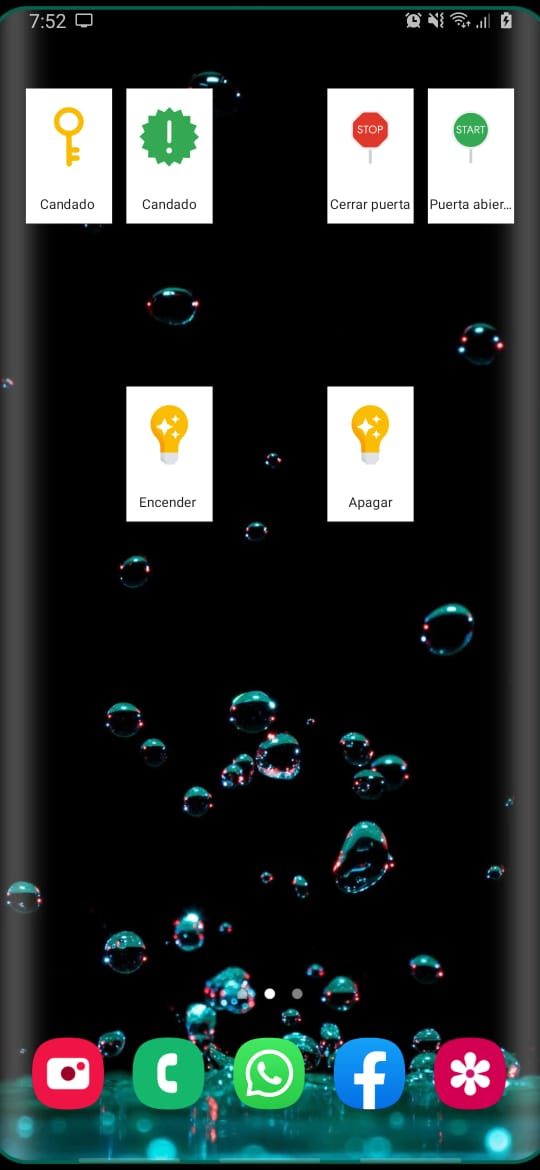 7:52
STOP
START
Candado
Candado
Cerrar puerta
Puerta abier...
Encender
Apagar